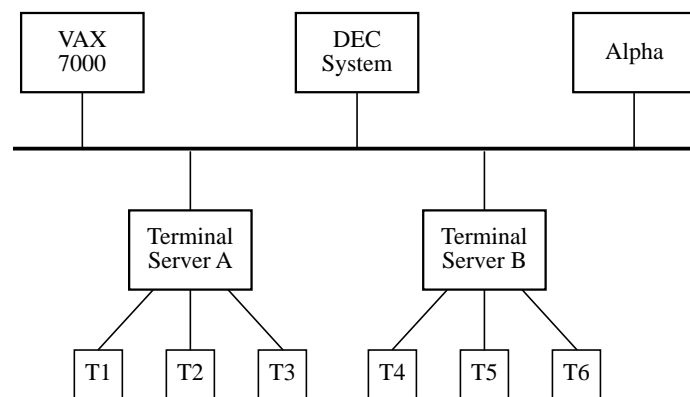 VAX
7000
DEC
System
Alpha
Terminal
Server A
Terminal
Server B
T1
T2
T3
T4
T5
T6